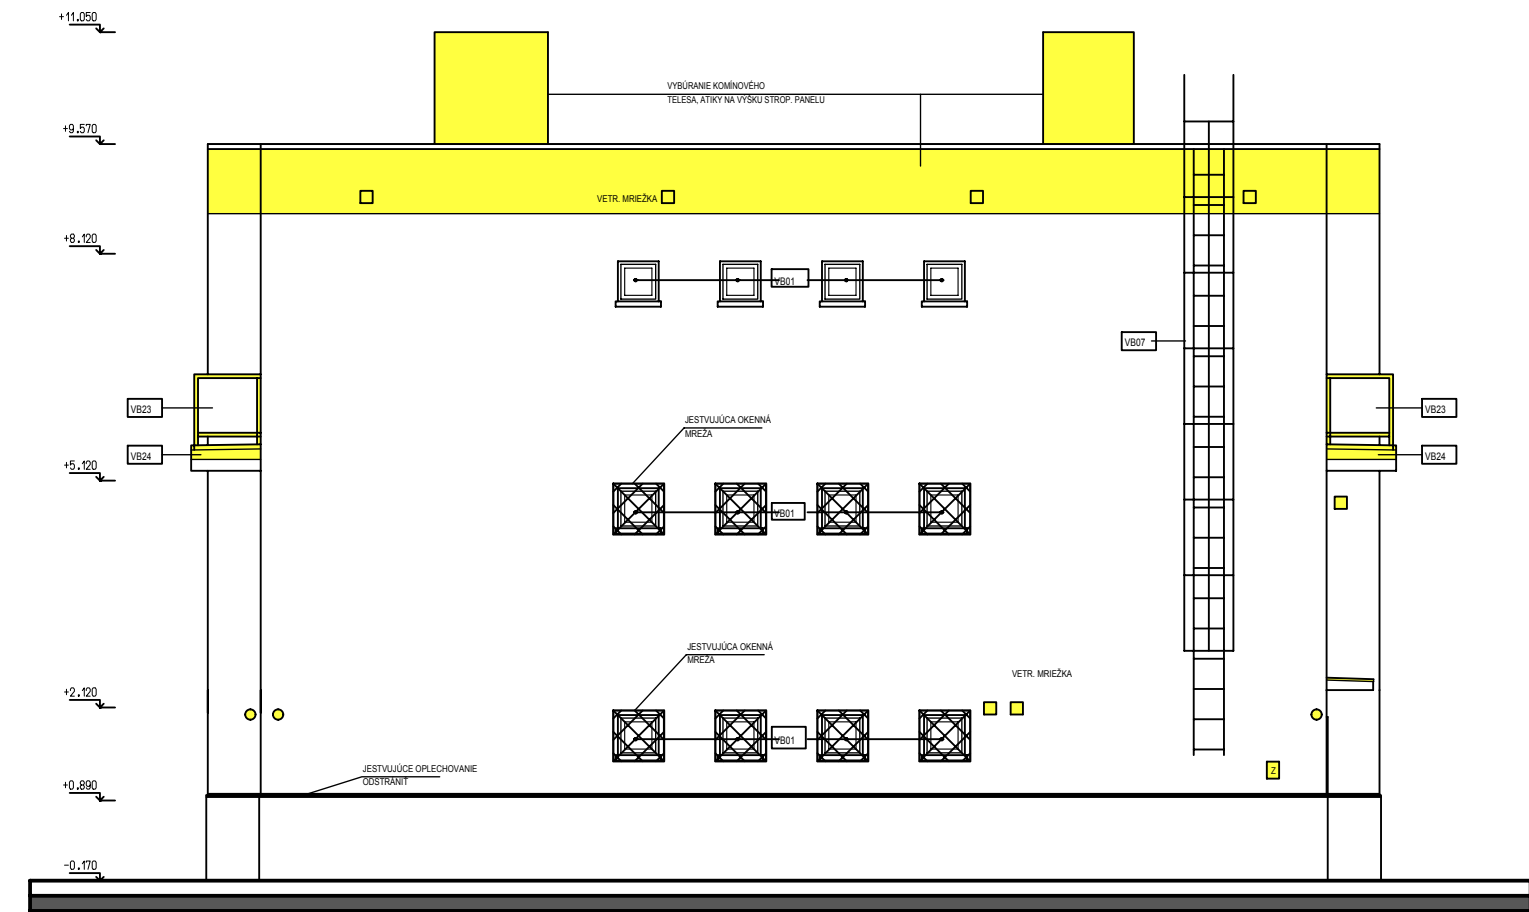 +11.050
VYBÚRANIE KOMÍNOVÉHO
TELESA, ATIKY NA VÝŠKU STROP. PANELU
+9.570
VETR. MRIEŽKA
+8.120
VB01
VB07
VB23
VB23
JESTVUJÚCA OKENNÁ
MREŽA
VB24
VB24
+5.120
VB01
JESTVUJÚCA OKENNÁ
MREŽA
VETR. MRIEŽKA
+2.120
VB01
JESTVUJÚCE OPLECHOVANIE
ODSTRÁNIŤ
Z
+0.890
-0.170